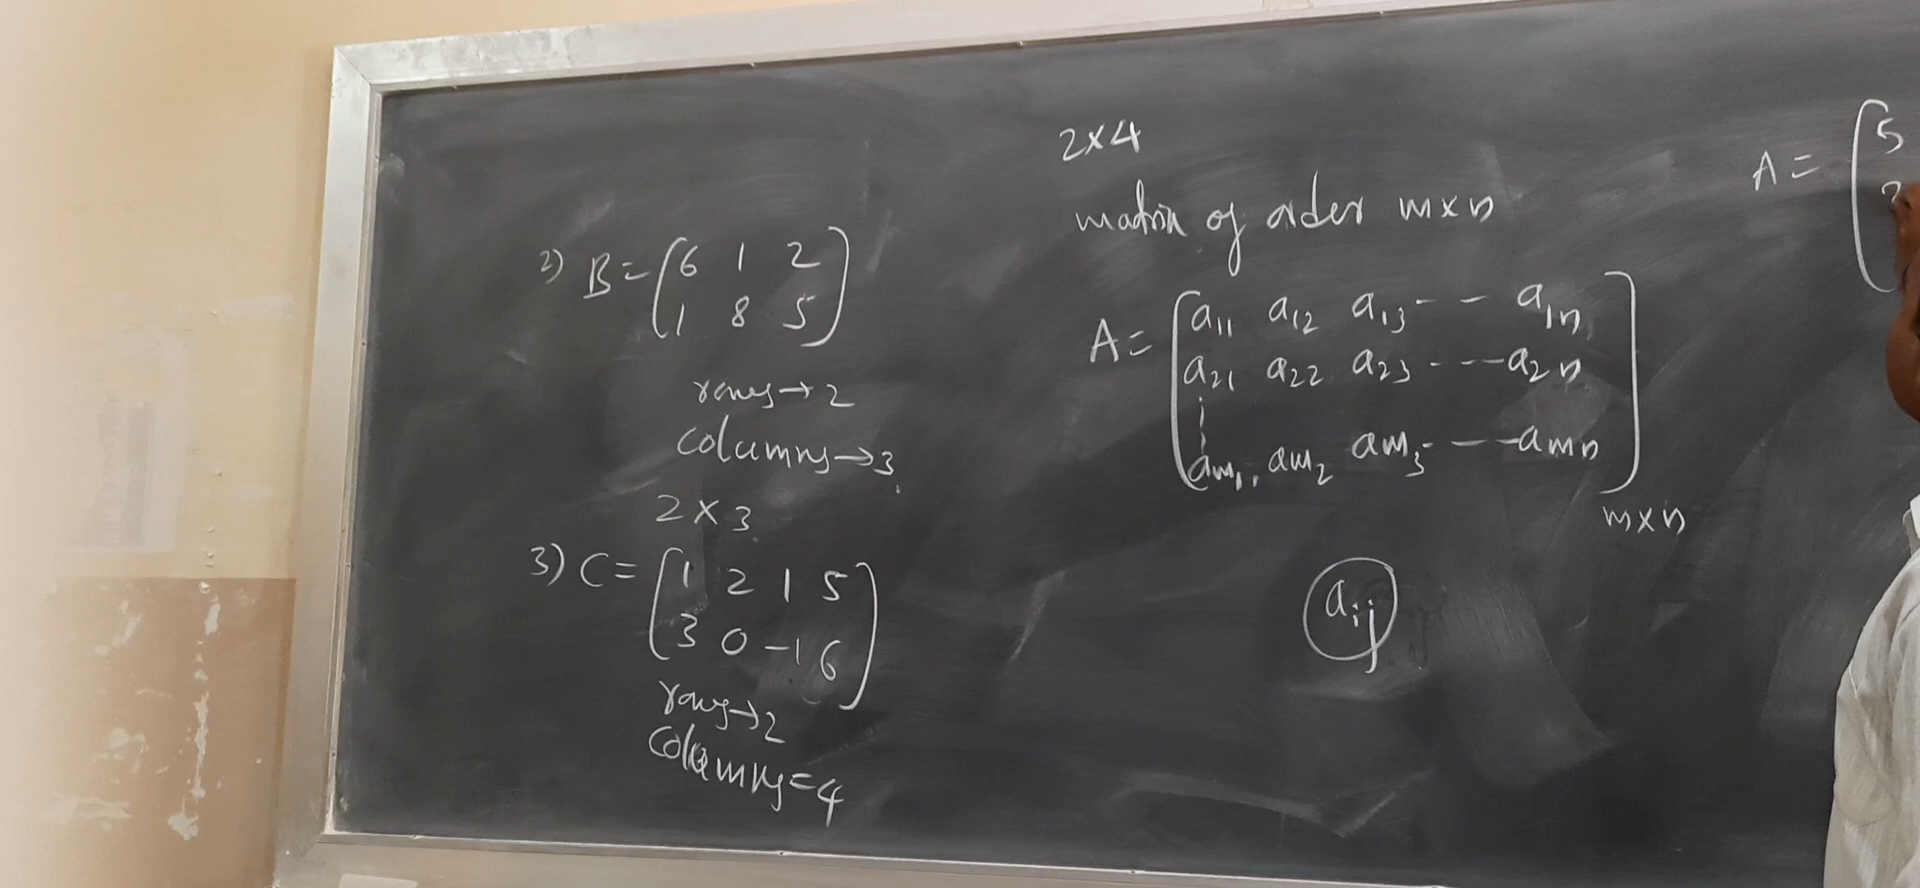 2) B = (6 1 2
1 8 5)
rows → 2
columns → 3
2 × 3
3) C = [1 2 1 5
3 0 -1 6]
rows → 2
columns = 4
2×4
matrix of order m×n
A = [a11 a12 a13 - - a1n
a21 a22 a23 - - - a2n
⋮
am1, am2 am3 - - - amn] m×n
aij
A = [5